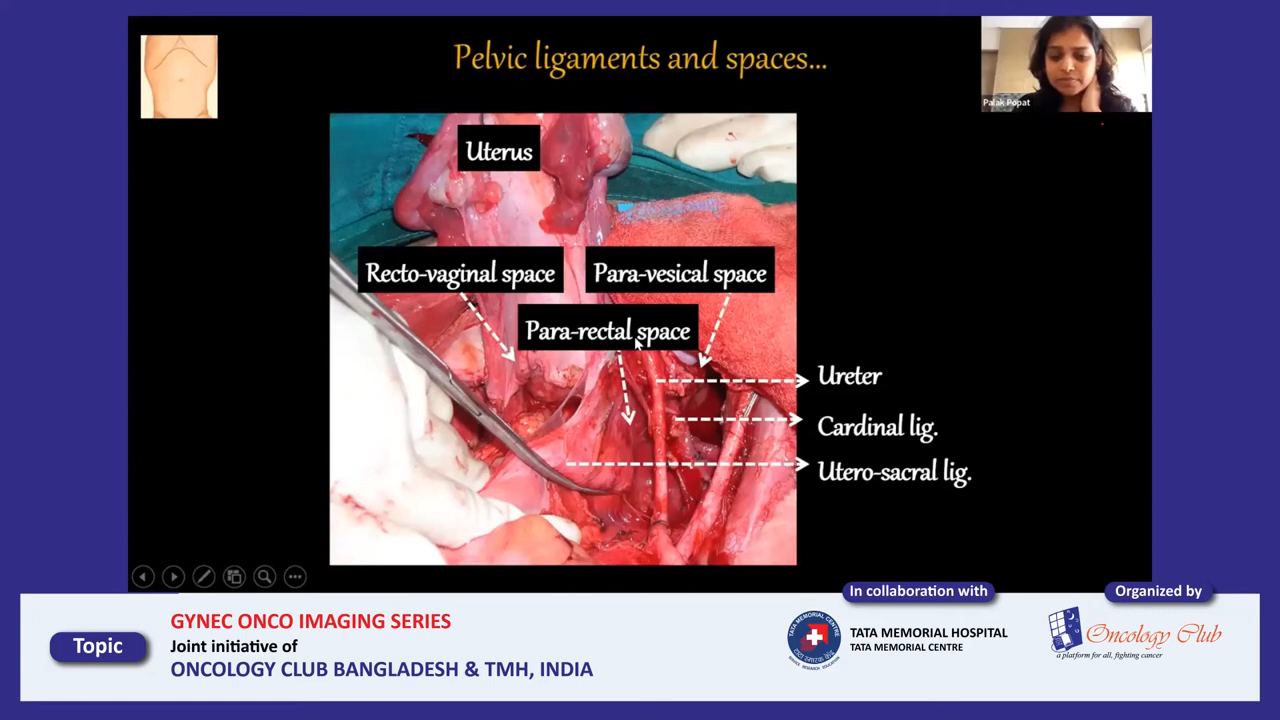 Pelvic ligaments and spaces...
Palak Popat
Uterus
Recto-vaginal space
Para-vesical space
Para-rectal space
Ureter
Cardinal lig.
Utero-sacral lig.
Topic
GYNEC ONCO IMAGING SERIES
Joint initiative of
ONCOLOGY CLUB BANGLADESH & TMH, INDIA
In collaboration with
TATA MEMORIAL HOSPITAL
TATA MEMORIAL CENTRE
Organized by
Oncology Club
a platform for all, fighting cancer